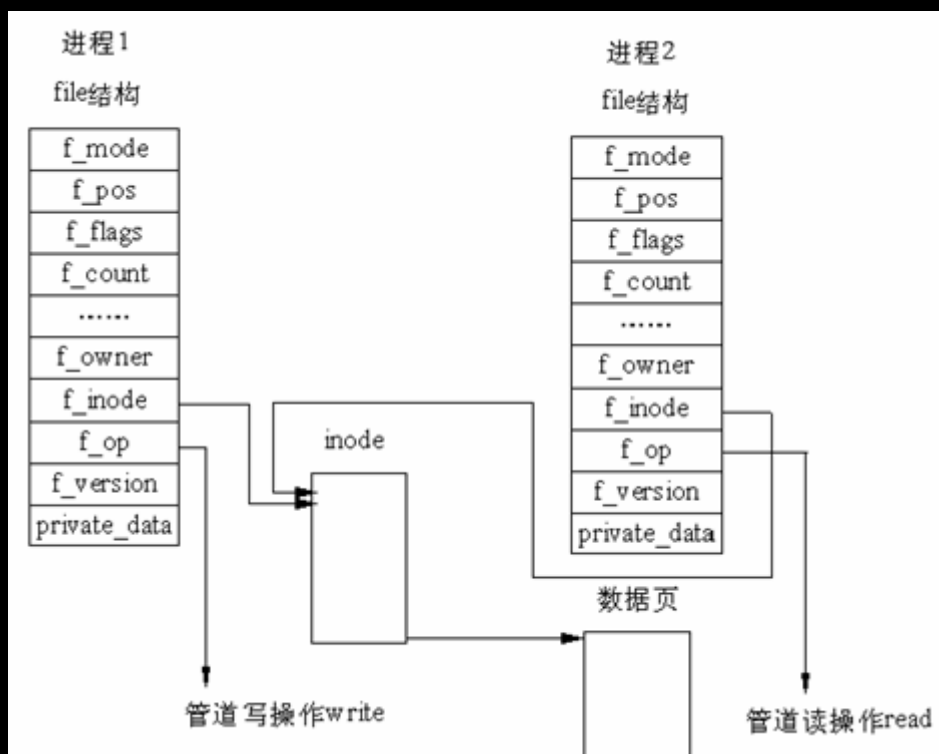 进程1
file结构
f_mode
f_pos
f_flags
f_count
……
f_owner
f_inode
f_op
f_version
private_data
进程2
file结构
f_mode
f_pos
f_flags
f_count
……
f_owner
f_inode
f_op
f_version
private_data
inode
数据页
管道写操作write
管道读操作read